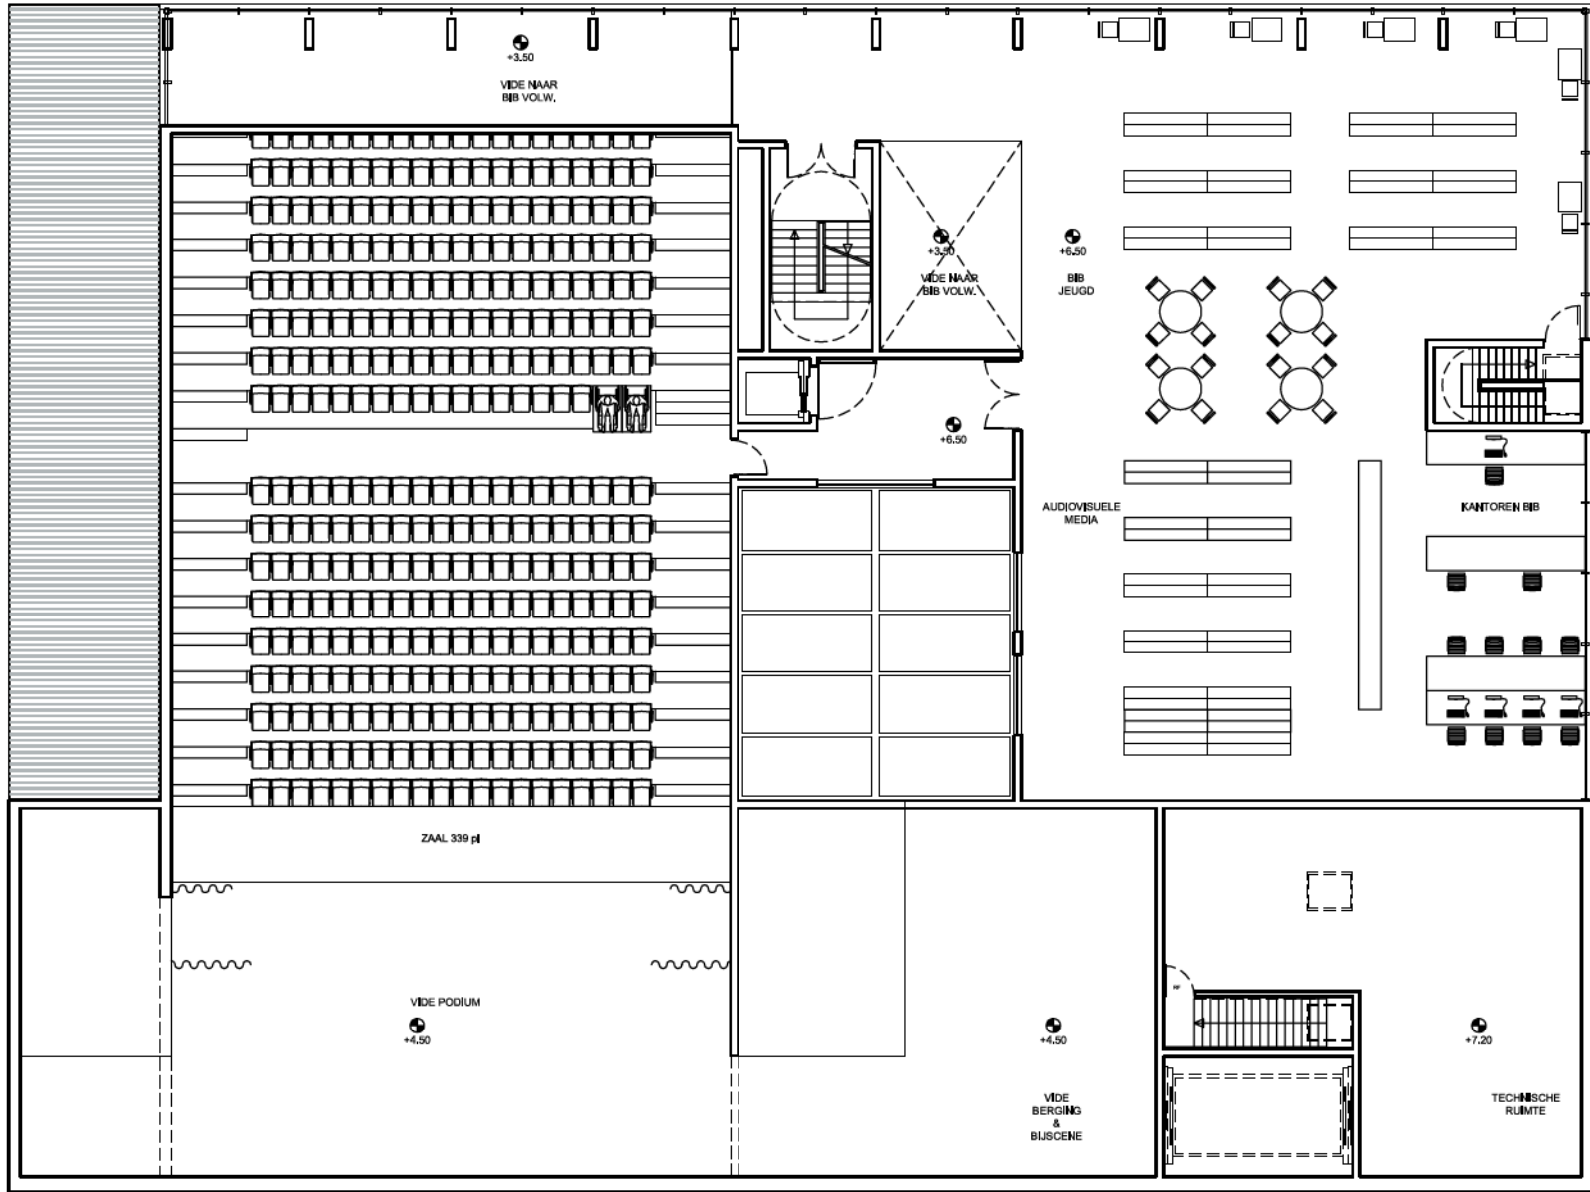 +3.50
VIDE NAAR
BIB VOLW.
+3.50
VIDE NAAR
BIB VOLW.
+6.50
BIB
JEUGD
+6.50
AUDIOVISUELE
MEDIA
KANTOREN BIB
ZAAL 339 pl
VIDE PODIUM
+4.50
+4.50
VIDE
BERGING
&
BIJSCENE
RF
+7.20
TECHNISCHE
RUIMTE